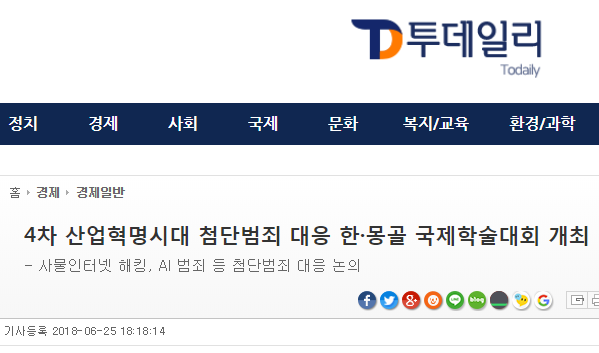 투데일리
Todaily
정치 경제 사회 국제 문화 복지/교육 환경/과학
홈 경제 경제일반
4차 산업혁명시대 첨단범죄 대응 한·몽골 국제학술대회 개최
- 사물인터넷 해킹, AI 범죄 등 첨단범죄 대응 논의
blog
기사등록 2018-06-25 18:18:14